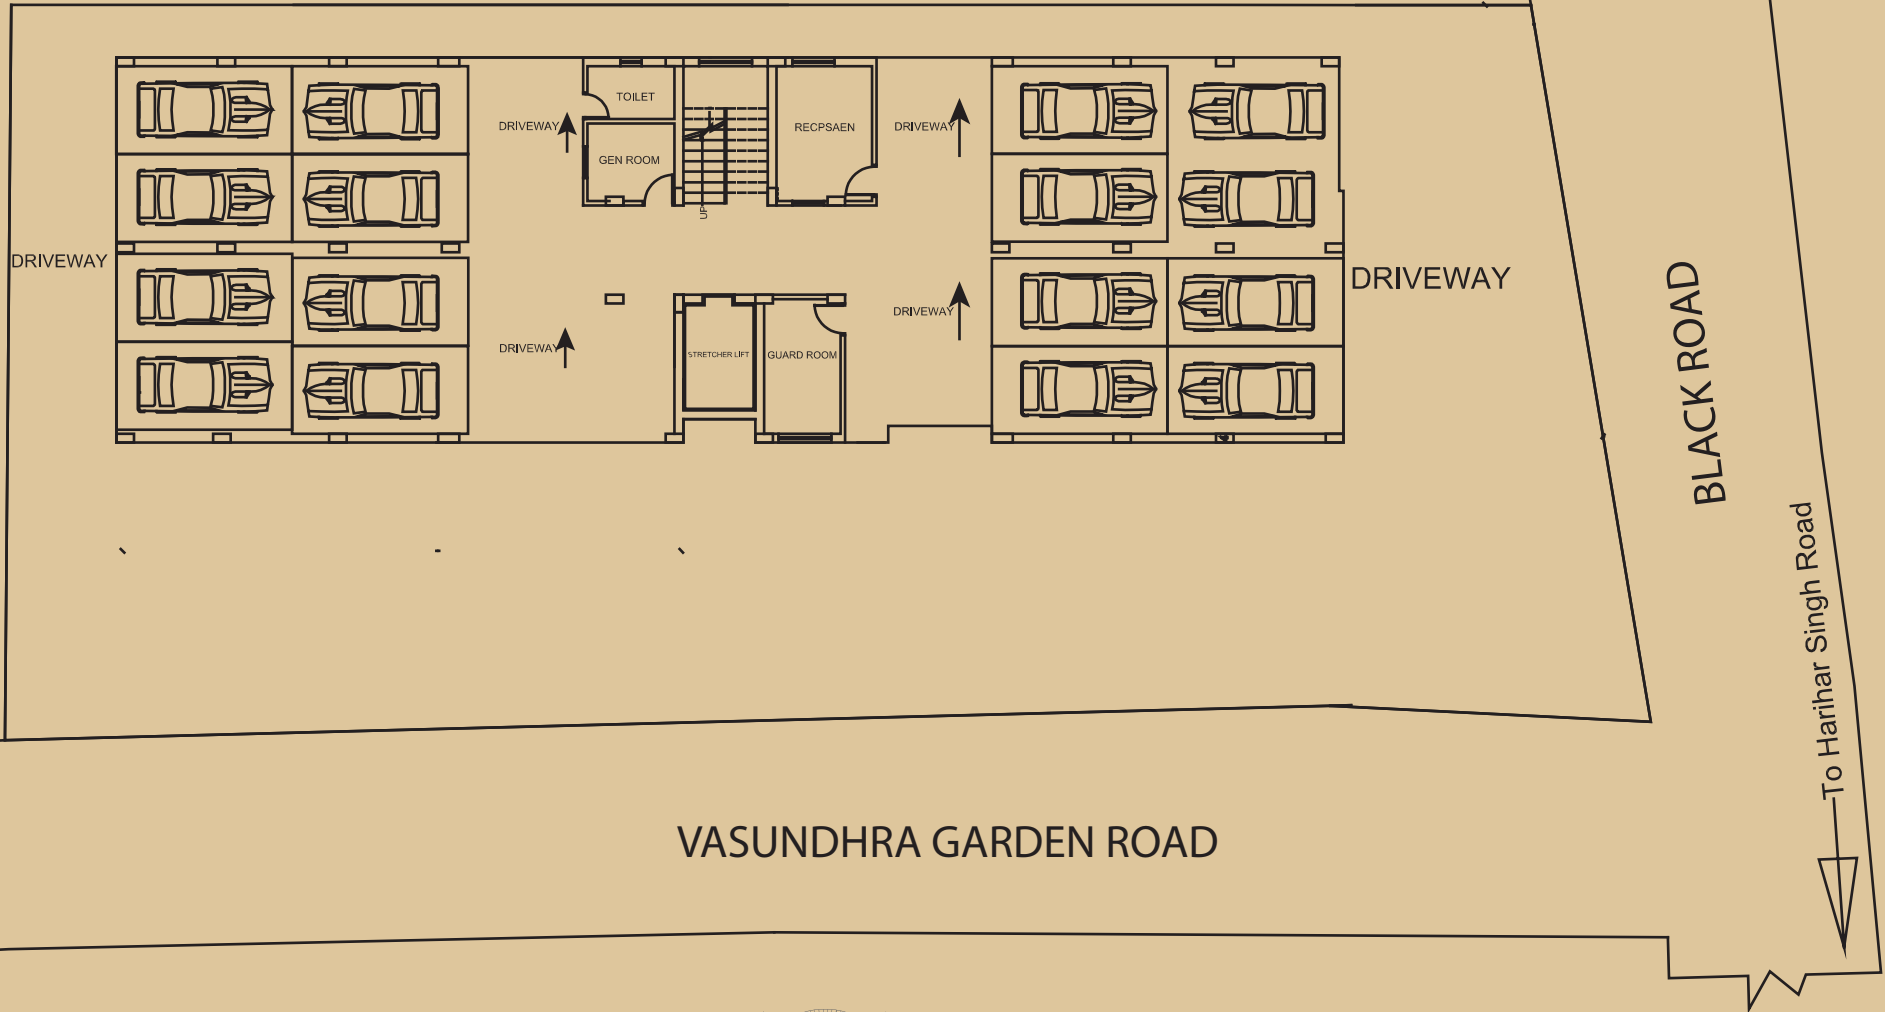 TOILET
DRIVEWAY
RECPSAEN
DRIVEWAY
GEN ROOM
UP
DRIVEWAY
DRIVEWAY
DRIVEWAY
DRIVEWAY
STRETCHER LIFT
GUARD ROOM
BLACK ROAD
To Harihar Singh Road
VASUNDHRA GARDEN ROAD